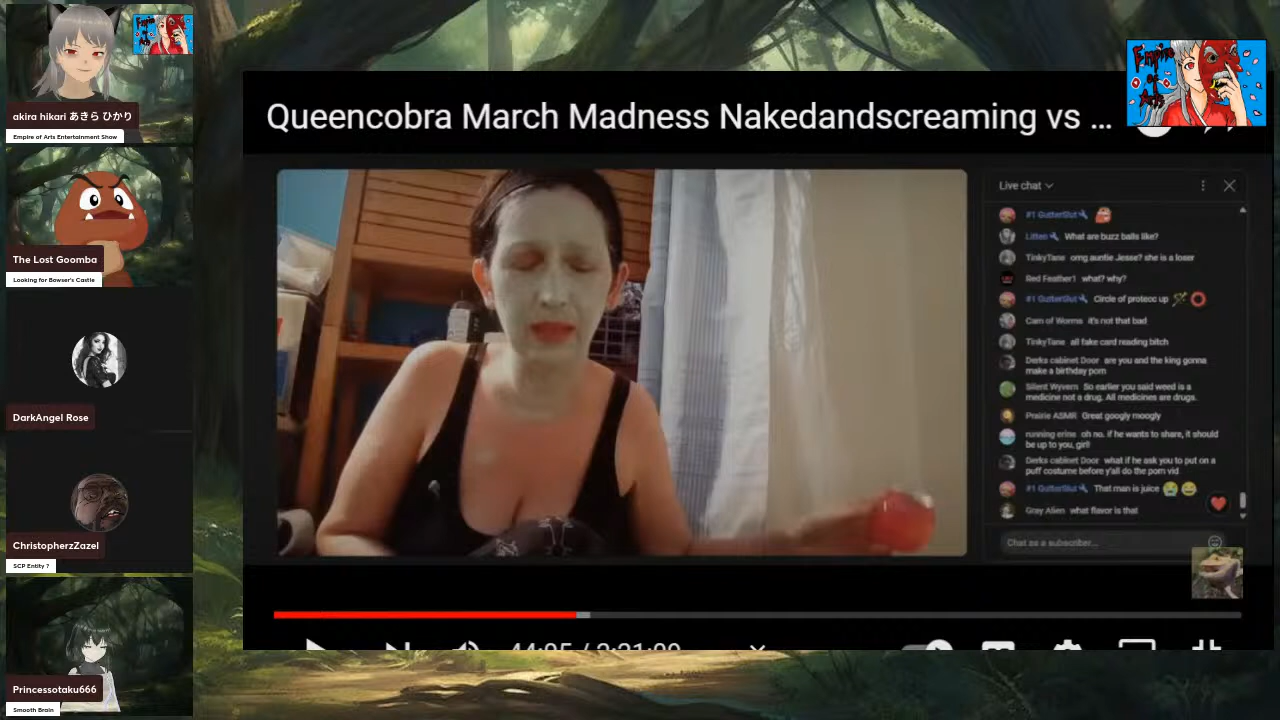 akira hikari あきら ひかり
Empire of Arts Entertainment Show
The Lost Goomba
Looking for Bowser's Castle
DarkAngel Rose
ChristopherzZazel
SCP Entity ?
Princessotaku666
Smooth Brain
Queencobra March Madness Nakedandscreaming vs ...
Empire
of
Arts
Live chat
#1 GutterSlut
Litten What are buzz balls like?
TinkyTane omg auntie Jesse? she is a loser
Red Feather1 what? why?
#1 GutterSlut Circle of protecc up
Cam of Worms it's not that bad
TinkyTane all fake card reading bitch
Derks cabinet Door are you and the king gonna
make a birthday porn
Silent Wyvern So earlier you said weed is a
medicine not a drug. All medicines are drugs.
Prairie ASMR Great googly moogly
running erins oh no. if he wants to share, it should
be up to you, girl!
Derks cabinet Door what if he ask you to put on a
puff costume before y'all do the porn vid
#1 GutterSlut That man is juice
Gray Alien what flavor is that
Chat as a subscriber...